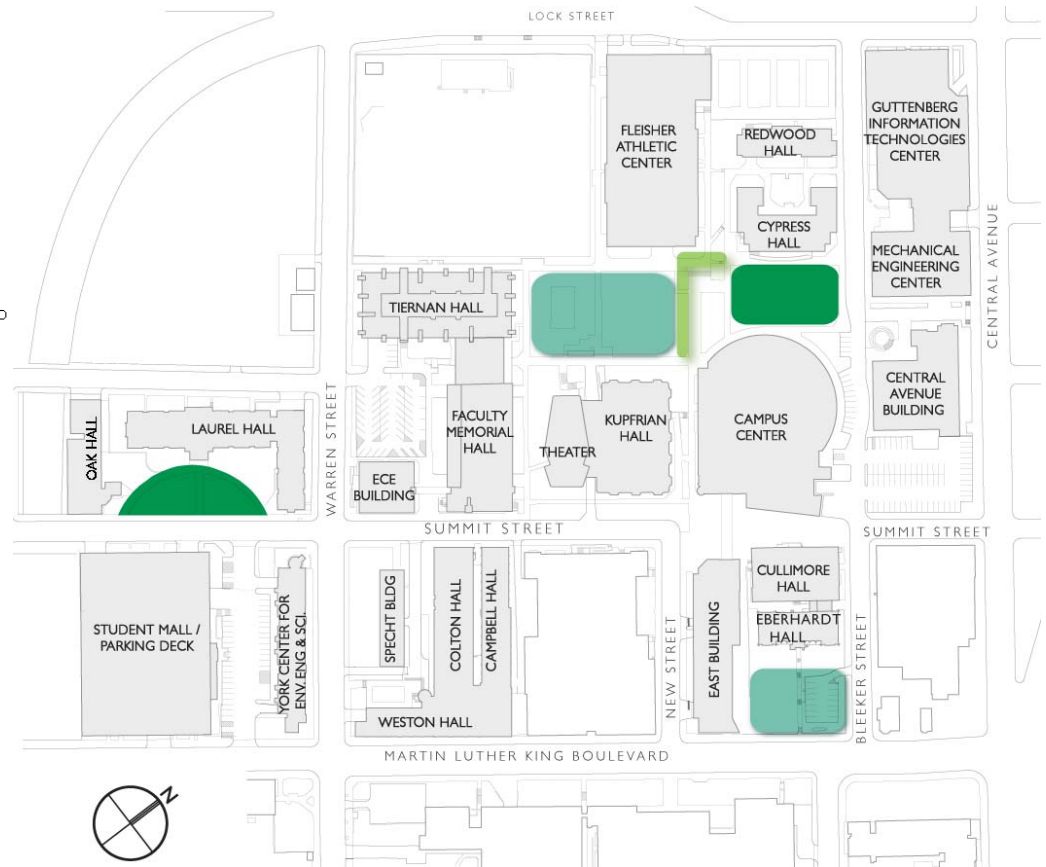 LOCK STREET
FLEISHER
ATHLETIC
CENTER
REDWOOD
HALL
GUTTENBERG
INFORMATION
TECHNOLOGIES
CENTER
CYPRESS
HALL
MECHANICAL
ENGINEERING
CENTER
CENTRAL AVENUE
TIERNAN HALL
OAK HALL
LAUREL HALL
WARREN STREET
FACULTY
MEMORIAL
HALL
ECE
BUILDING
THEATER
KUPFRIAN
HALL
CAMPUS
CENTER
CENTRAL
AVENUE
BUILDING
SUMMIT STREET
SUMMIT STREET
STUDENT MALL /
PARKING DECK
YORK CENTER FOR
ENV. ENG & SCI.
SPECHT BLDG
COLTON HALL
CAMPBELL HALL
WESTON HALL
NEW STREET
EAST BUILDING
CULLIMORE
HALL
EBERHARDT
HALL
BLEEKER STREET
MARTIN LUTHER KING BOULEVARD
N